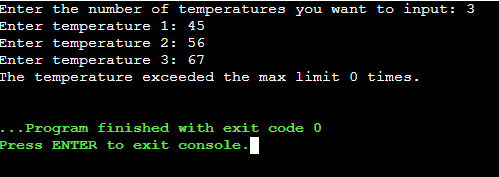 Enter the number of temperatures you want to input: 3
Enter temperature 1: 45
Enter temperature 2: 56
Enter temperature 3: 67
The temperature exceeded the max limit 0 times.
...Program finished with exit code 0
Press ENTER to exit console.